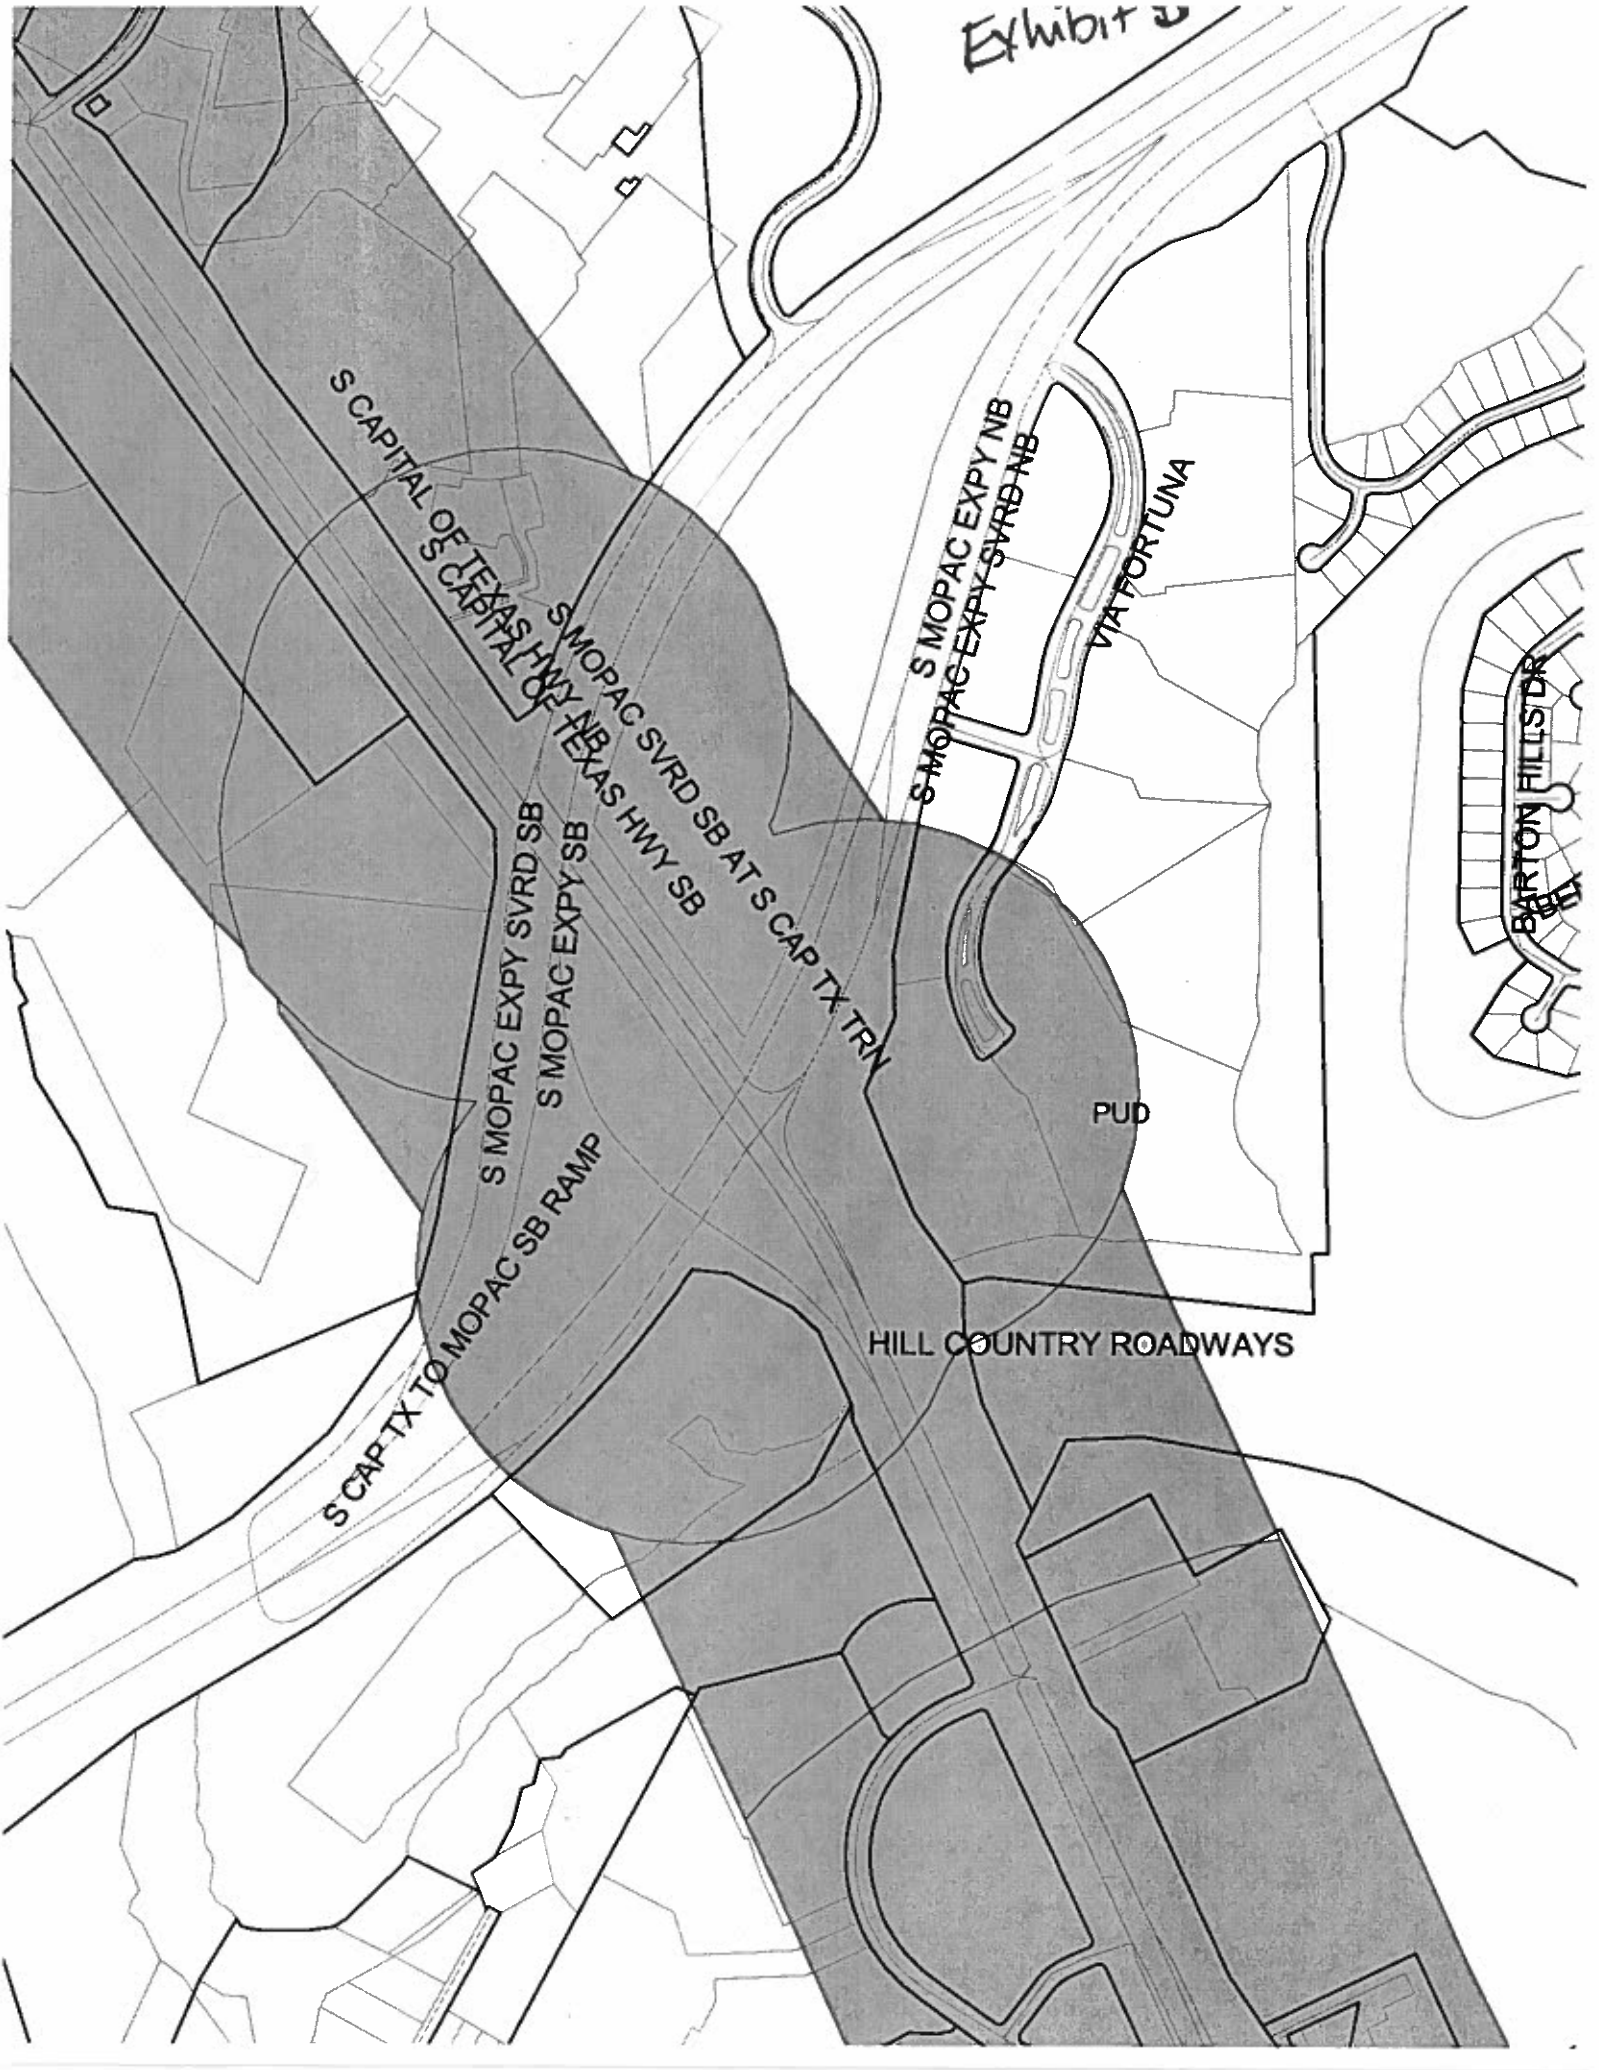 Exhibit
S CAPITAL OF TEXAS HWY NB
S CAPITAL OF TEXAS HWY SB
S MOPAC SVRD SB AT S CAP TX TRN
S MOPAC EXPY NB
S MOPAC EXPY SVRD NB
VIA FORTUNA
BARTON HILLS DR
S MOPAC EXPY SVRD SB
S MOPAC EXPY SB
PUD
S CAP TX TO MOPAC SB RAMP
HILL COUNTRY ROADWAYS